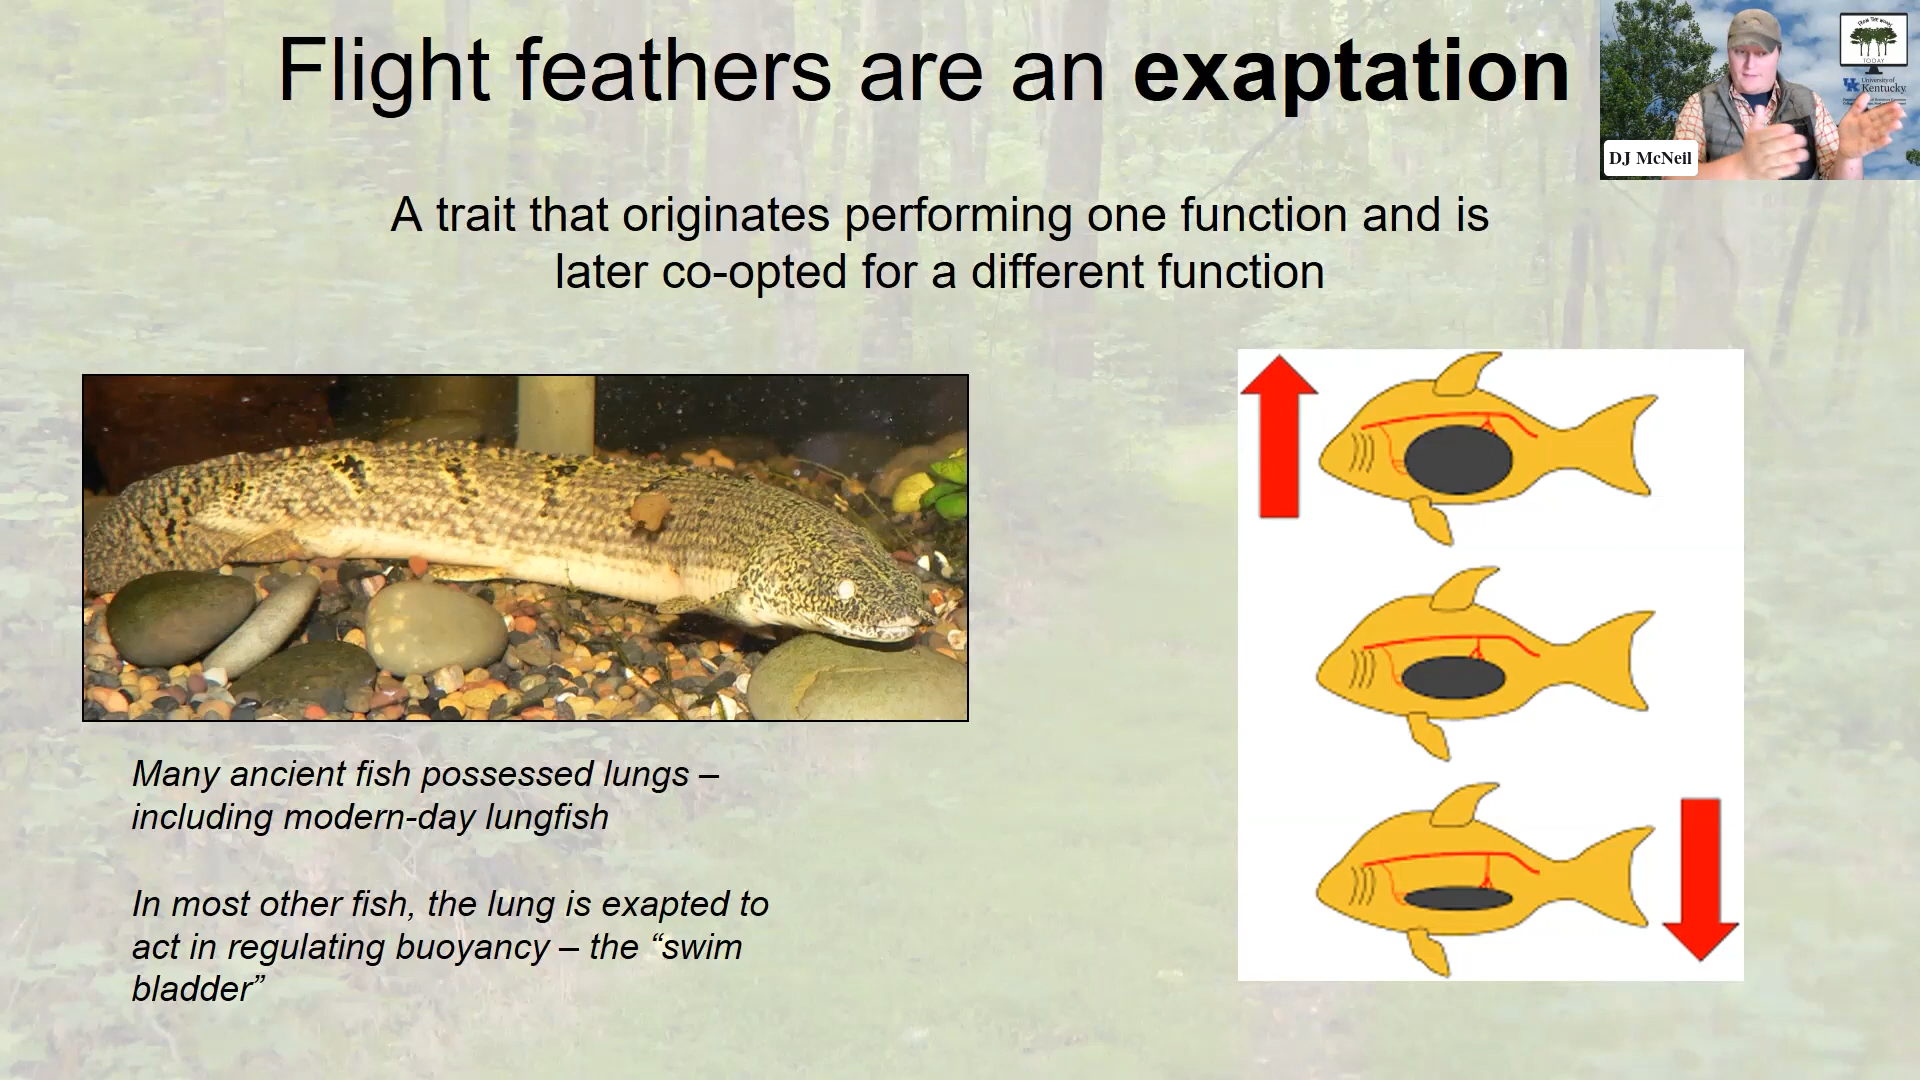 Flight feathers are an exaptation
A trait that originates performing one function and is
later co-opted for a different function
DJ McNeil
TODAY
University of
Kentucky
Many ancient fish possessed lungs –
including modern-day lungfish
In most other fish, the lung is exapted to
act in regulating buoyancy – the “swim
bladder”